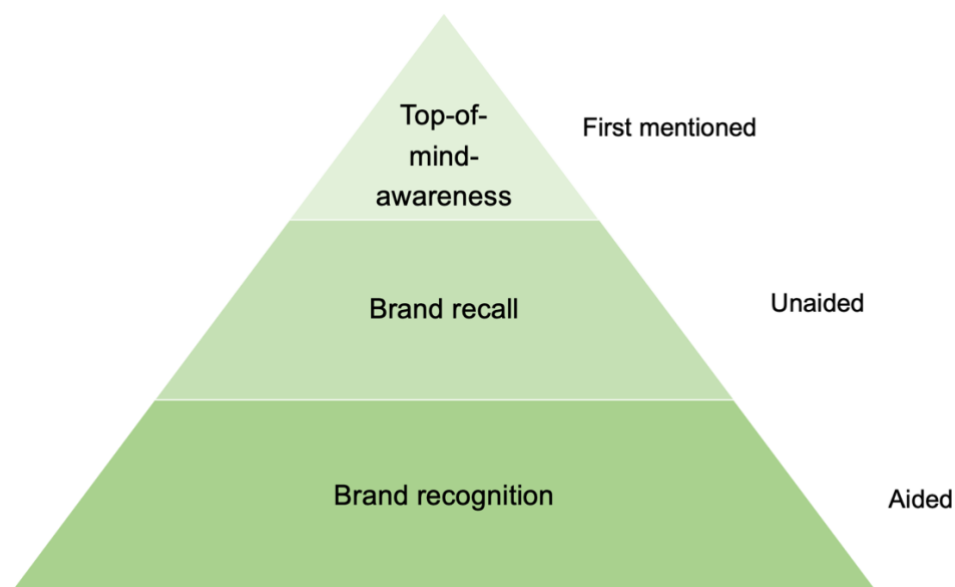 Top-of-
mind-
awareness
First mentioned
Brand recall
Unaided
Brand recognition
Aided